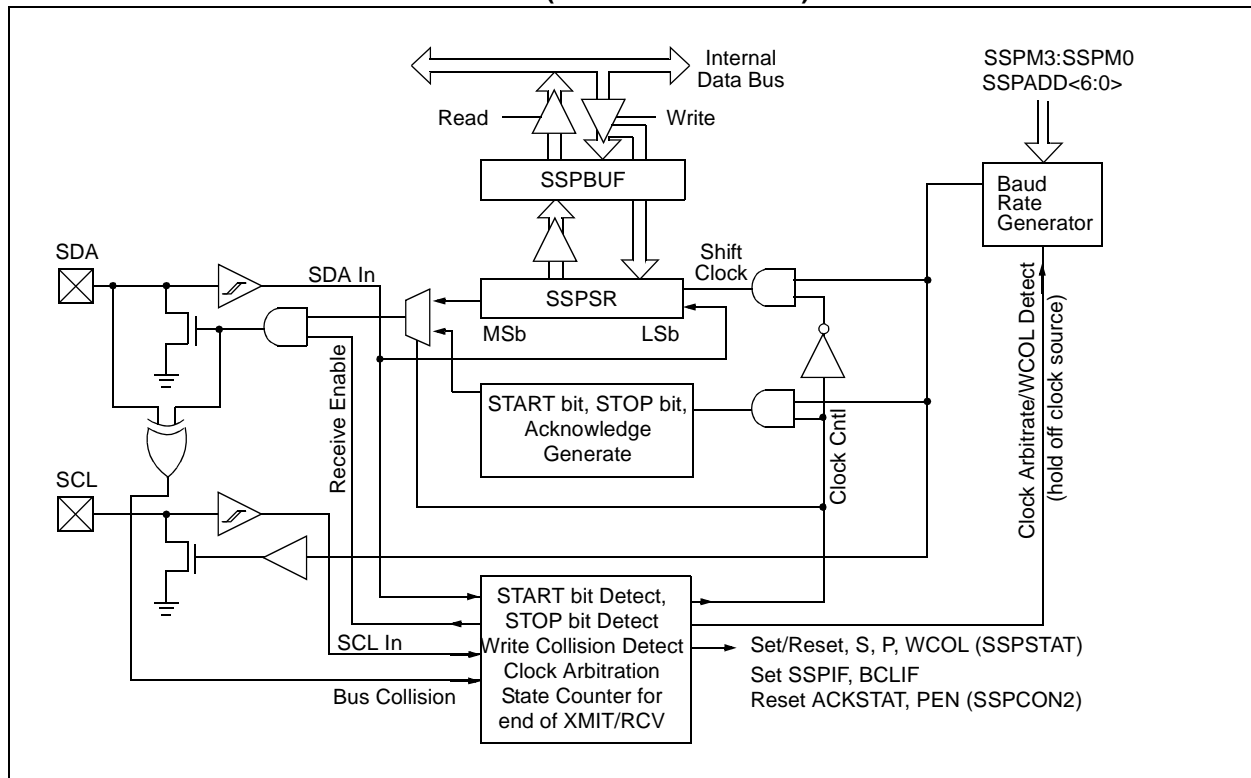 Internal
Data Bus
SSPM3:SSPM0
SSPADD<6:0>
Read
Write
SSPBUF
Baud
Rate
Generator
SDA
SDA In
Shift
Clock
SSPSR
MSb
LSb
Receive Enable
START bit, STOP bit,
Acknowledge
Generate
Clock Cntl
Clock Arbitrate/WCOL Detect
(hold off clock source)
SCL
SCL In
Bus Collision
START bit Detect,
STOP bit Detect
Write Collision Detect
Clock Arbitration
State Counter for
end of XMIT/RCV
Set/Reset, S, P, WCOL (SSPSTAT)
Set SSPIF, BCLIF
Reset ACKSTAT, PEN (SSPCON2)